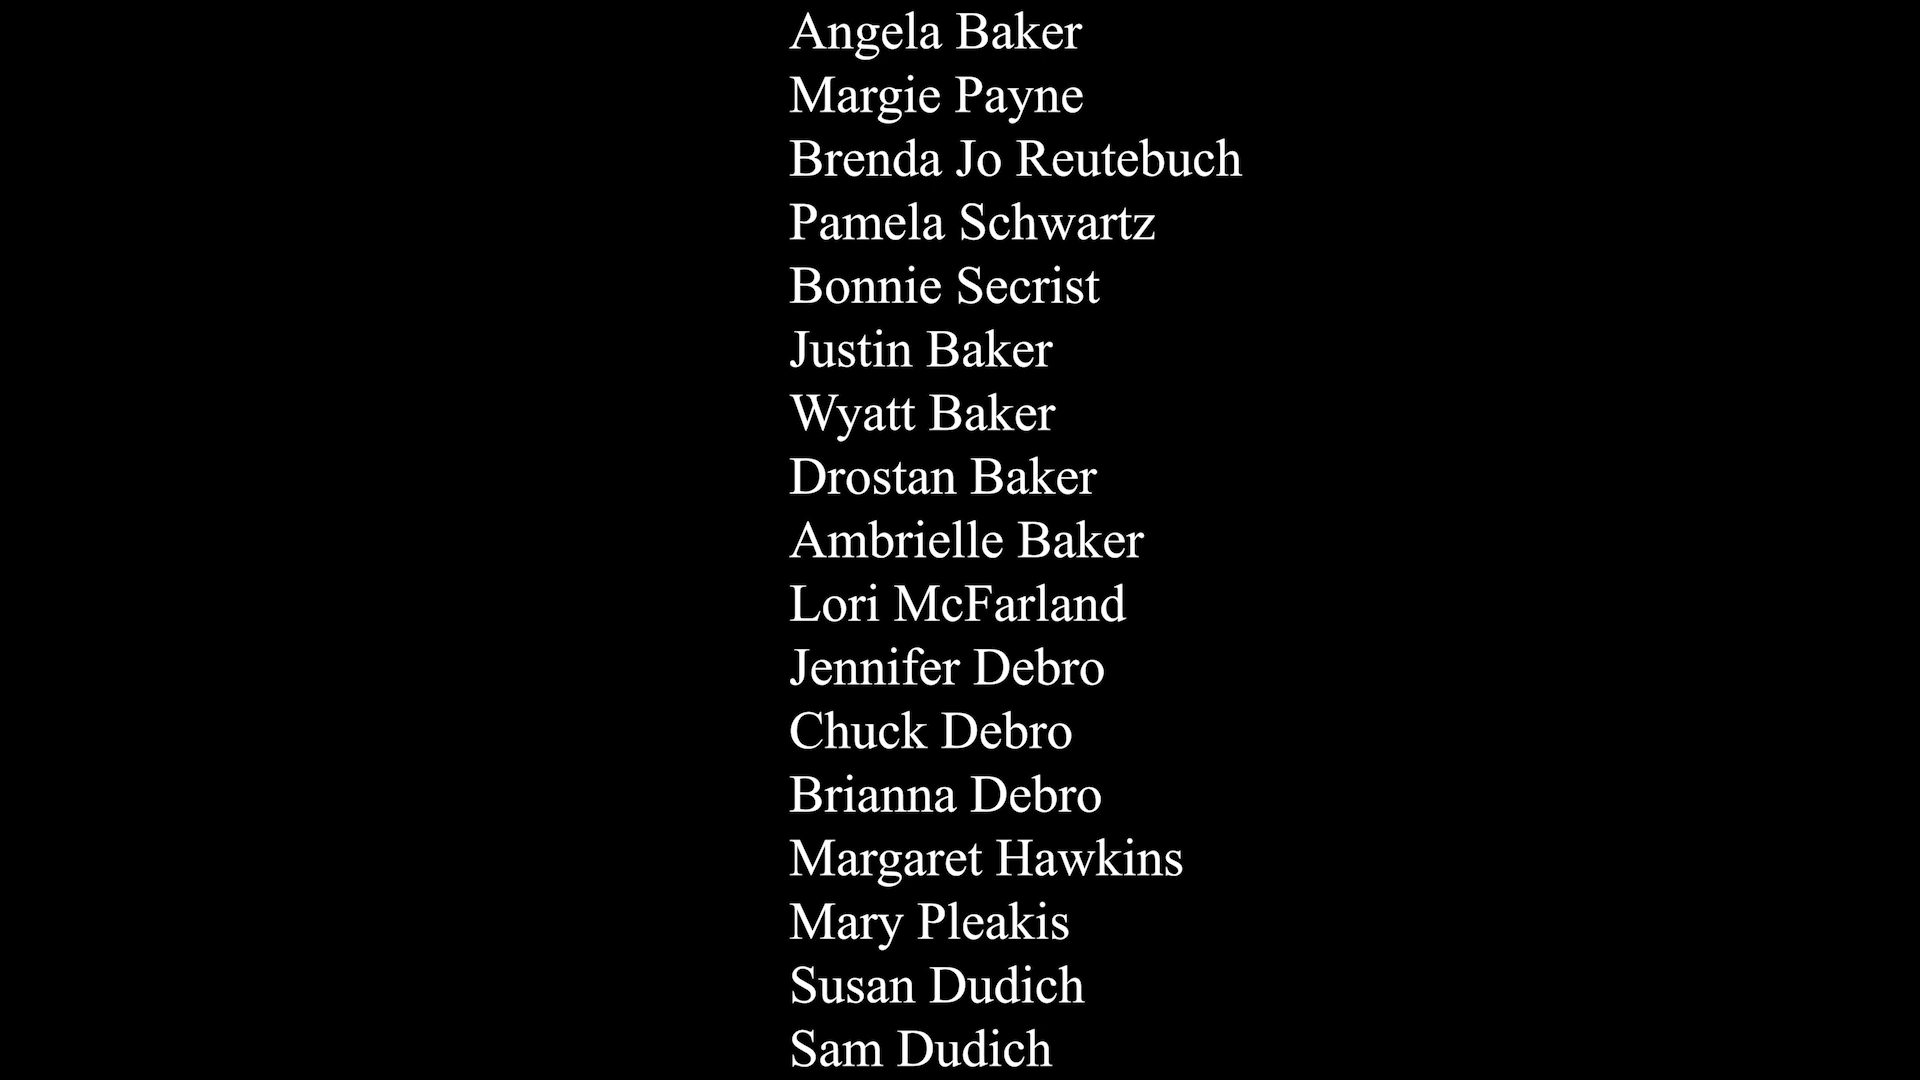 Angela Baker
Margie Payne
Brenda Jo Reutebuch
Pamela Schwartz
Bonnie Secrist
Justin Baker
Wyatt Baker
Drostan Baker
Ambrielle Baker
Lori McFarland
Jennifer Debro
Chuck Debro
Brianna Debro
Margaret Hawkins
Mary Pleakis
Susan Dudich
Sam Dudich